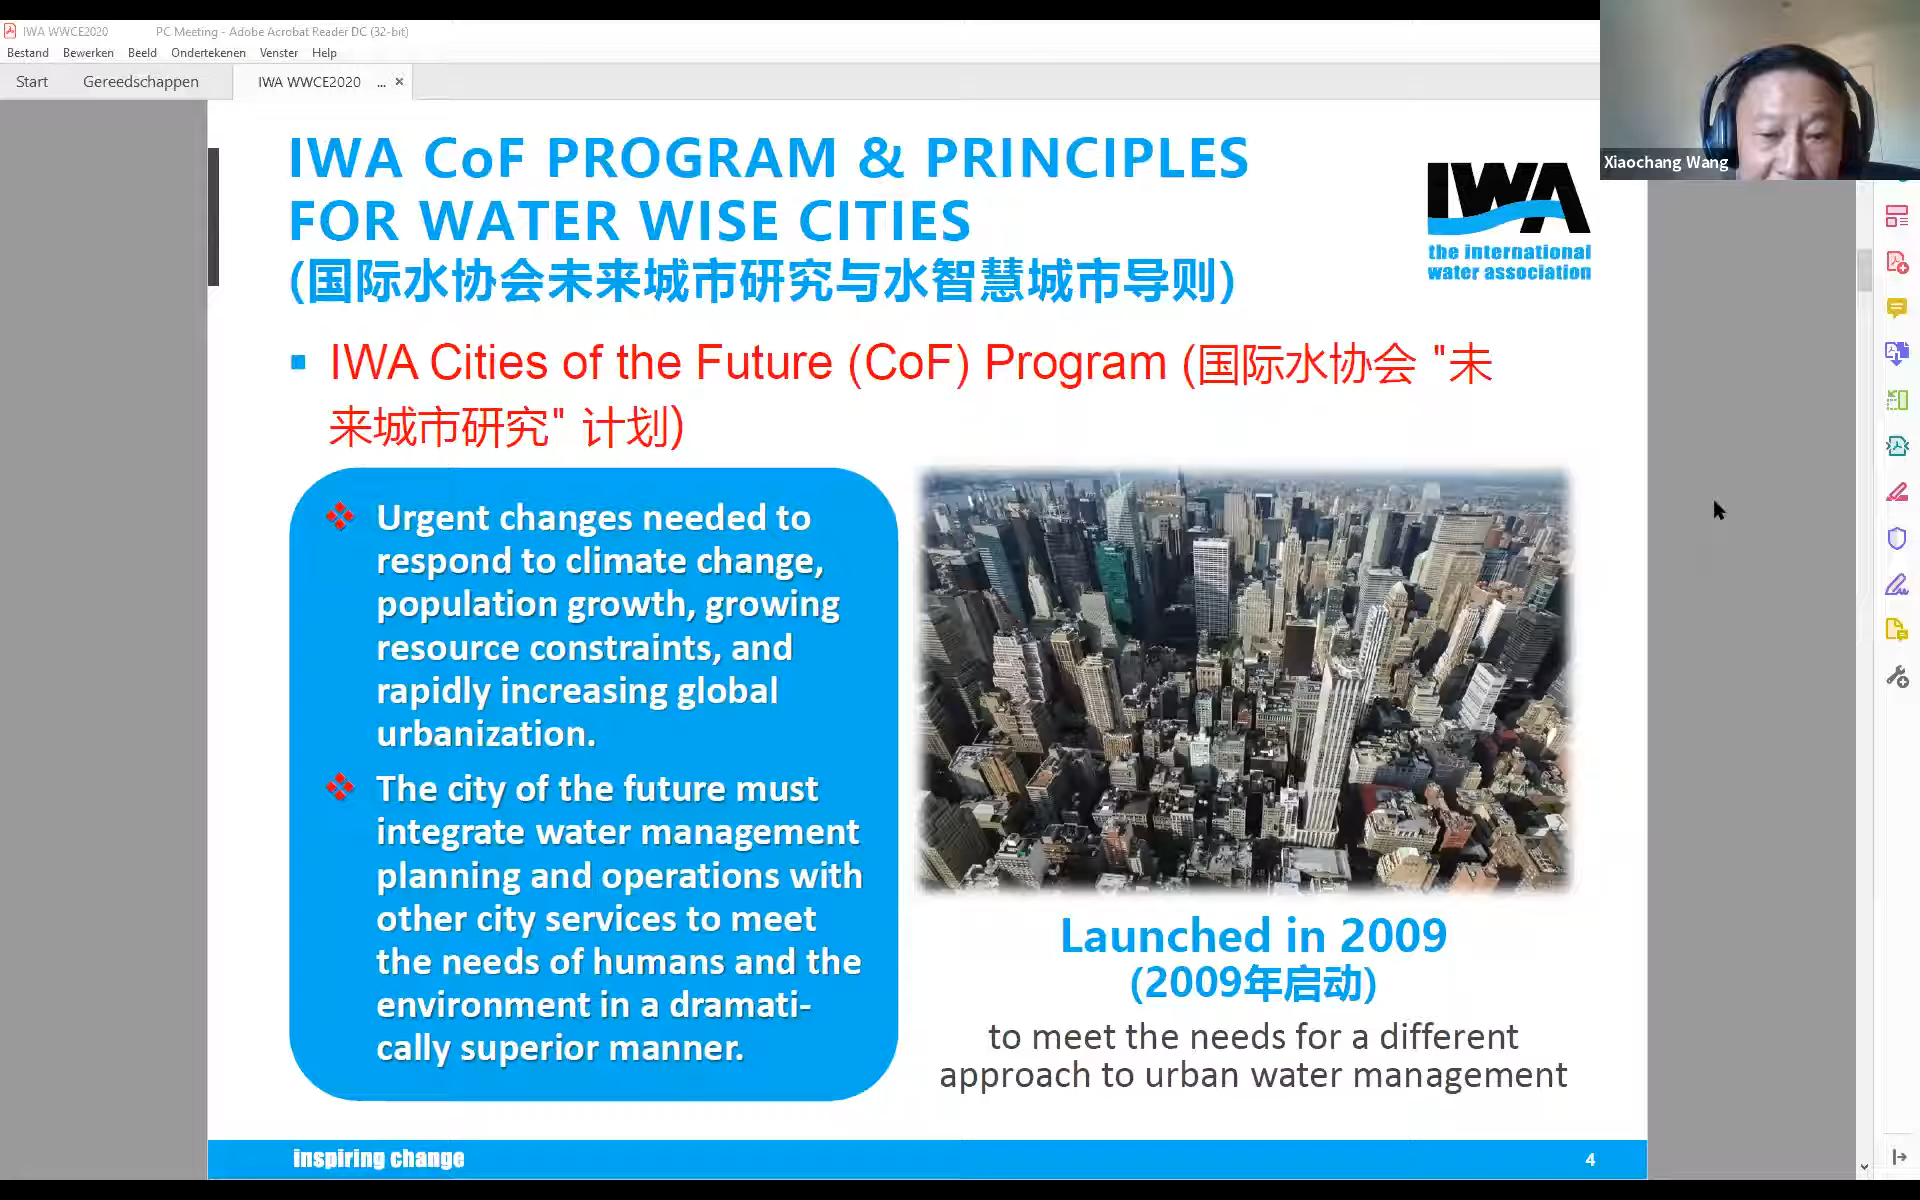 IWA WWCE2020 PC Meeting - Adobe Acrobat Reader DC (32-bit)
Bestand Bewerken Beeld Ondertekenen Venster Help
Start Gereedschappen IWA WWCE2020 ... ×
Xiaochang Wang
IWA CoF PROGRAM & PRINCIPLES
FOR WATER WISE CITIES
(国际水协会未来城市研究与水智慧城市导则)
IWA
the international
water association
IWA Cities of the Future (CoF) Program (国际水协会 "未
来城市研究" 计划)
Urgent changes needed to
respond to climate change,
population growth, growing
resource constraints, and
rapidly increasing global
urbanization.
The city of the future must
integrate water management
planning and operations with
other city services to meet
the needs of humans and the
environment in a dramati-
cally superior manner.
Launched in 2009
(2009年启动)
to meet the needs for a different
approach to urban water management
inspiring change
4